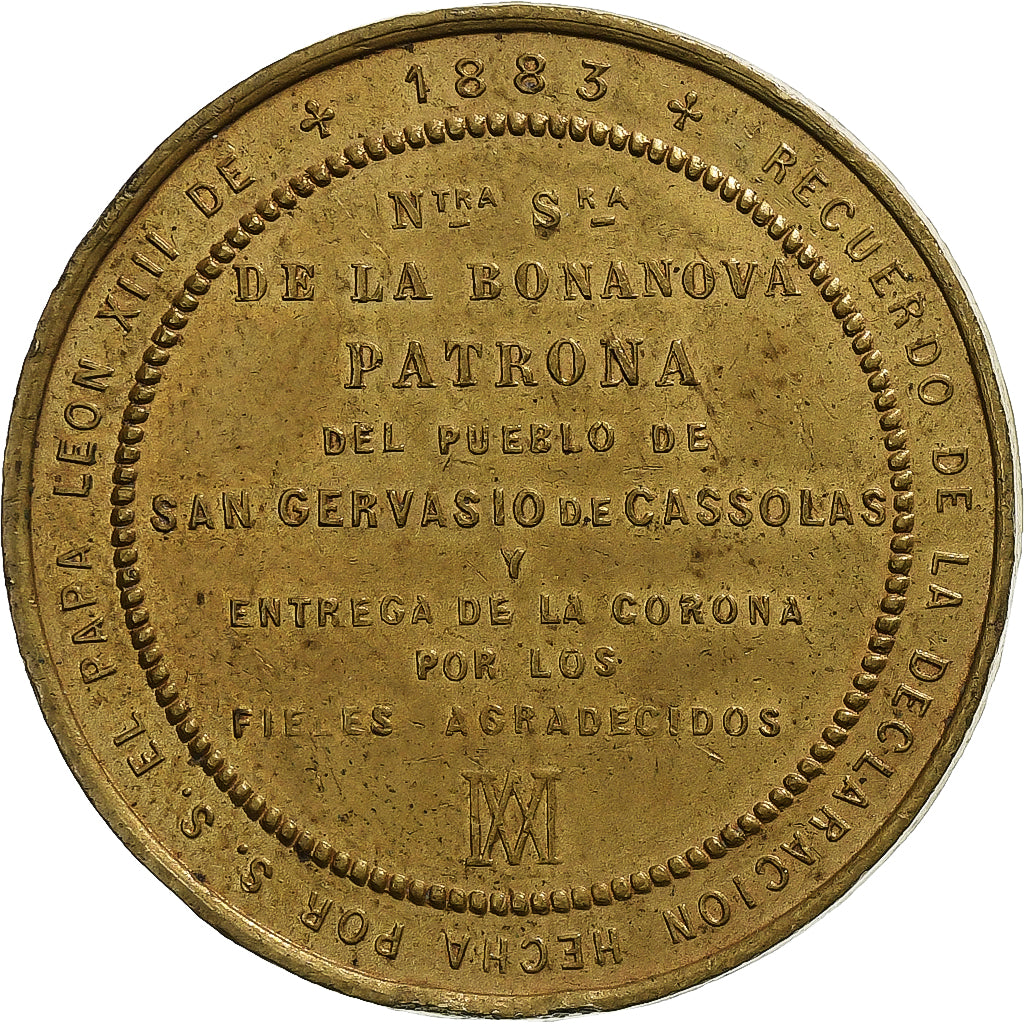 1883
RECUERDO DE LA DECLARACION HECHA POR S. S. EL PAPA LEON XIII DE
NTRA SRA
DE LA BONANOVA
PATRONA
DEL PUEBLO DE
SAN GERVASIO DE CASSOLAS
Y
ENTREGA DE LA CORONA
POR LOS
FIELES AGRADECIDOS